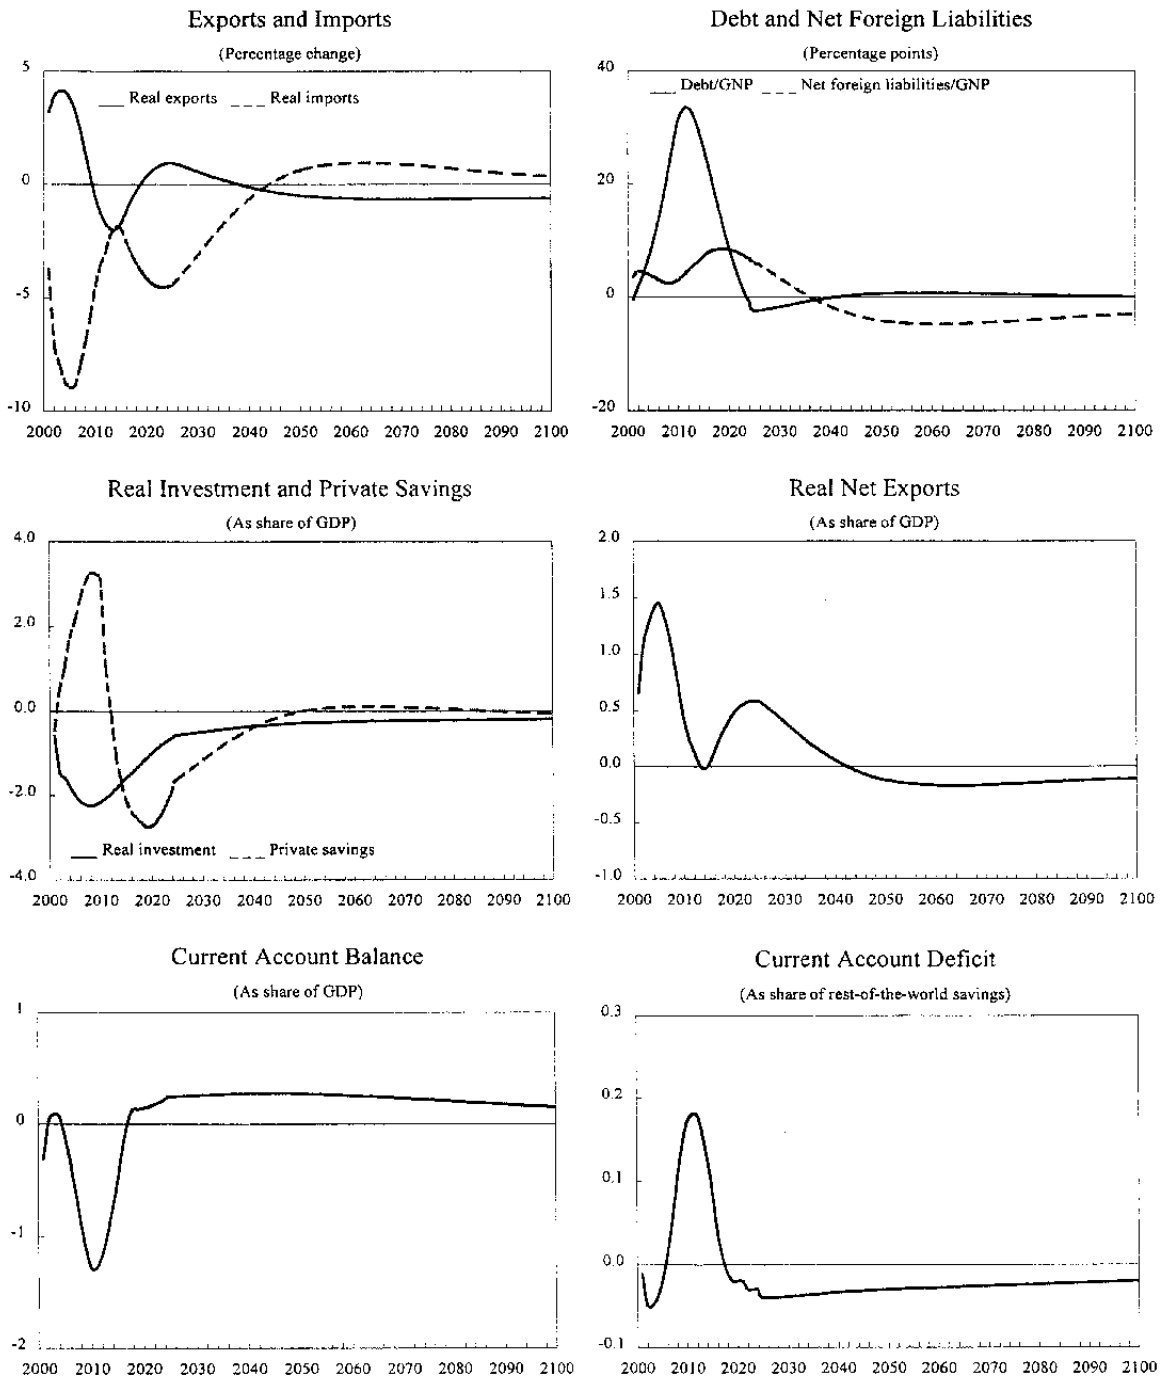 Exports and Imports
(Percentage change)
5
Real exports
Real imports
0
-5
-10
2000 2010 2020 2030 2040 2050 2060 2070 2080 2090 2100
Debt and Net Foreign Liabilities
(Percentage points)
40
Debt/GNP
Net foreign liabilities/GNP
20
0
-20
2000 2010 2020 2030 2040 2050 2060 2070 2080 2090 2100
Real Investment and Private Savings
(As share of GDP)
4.0
2.0
0.0
-2.0
Real investment
Private savings
-4.0
2000 2010 2020 2030 2040 2050 2060 2070 2080 2090 2100
Real Net Exports
(As share of GDP)
2.0
1.5
1.0
0.5
0.0
-0.5
-1.0
2000 2010 2020 2030 2040 2050 2060 2070 2080 2090 2100
Current Account Balance
(As share of GDP)
1
0
-1
-2
2000 2010 2020 2030 2040 2050 2060 2070 2080 2090 2100
Current Account Deficit
(As share of rest-of-the-world savings)
0.3
0.2
0.1
0.0
-0.1
2000 2010 2020 2030 2040 2050 2060 2070 2080 2090 2100